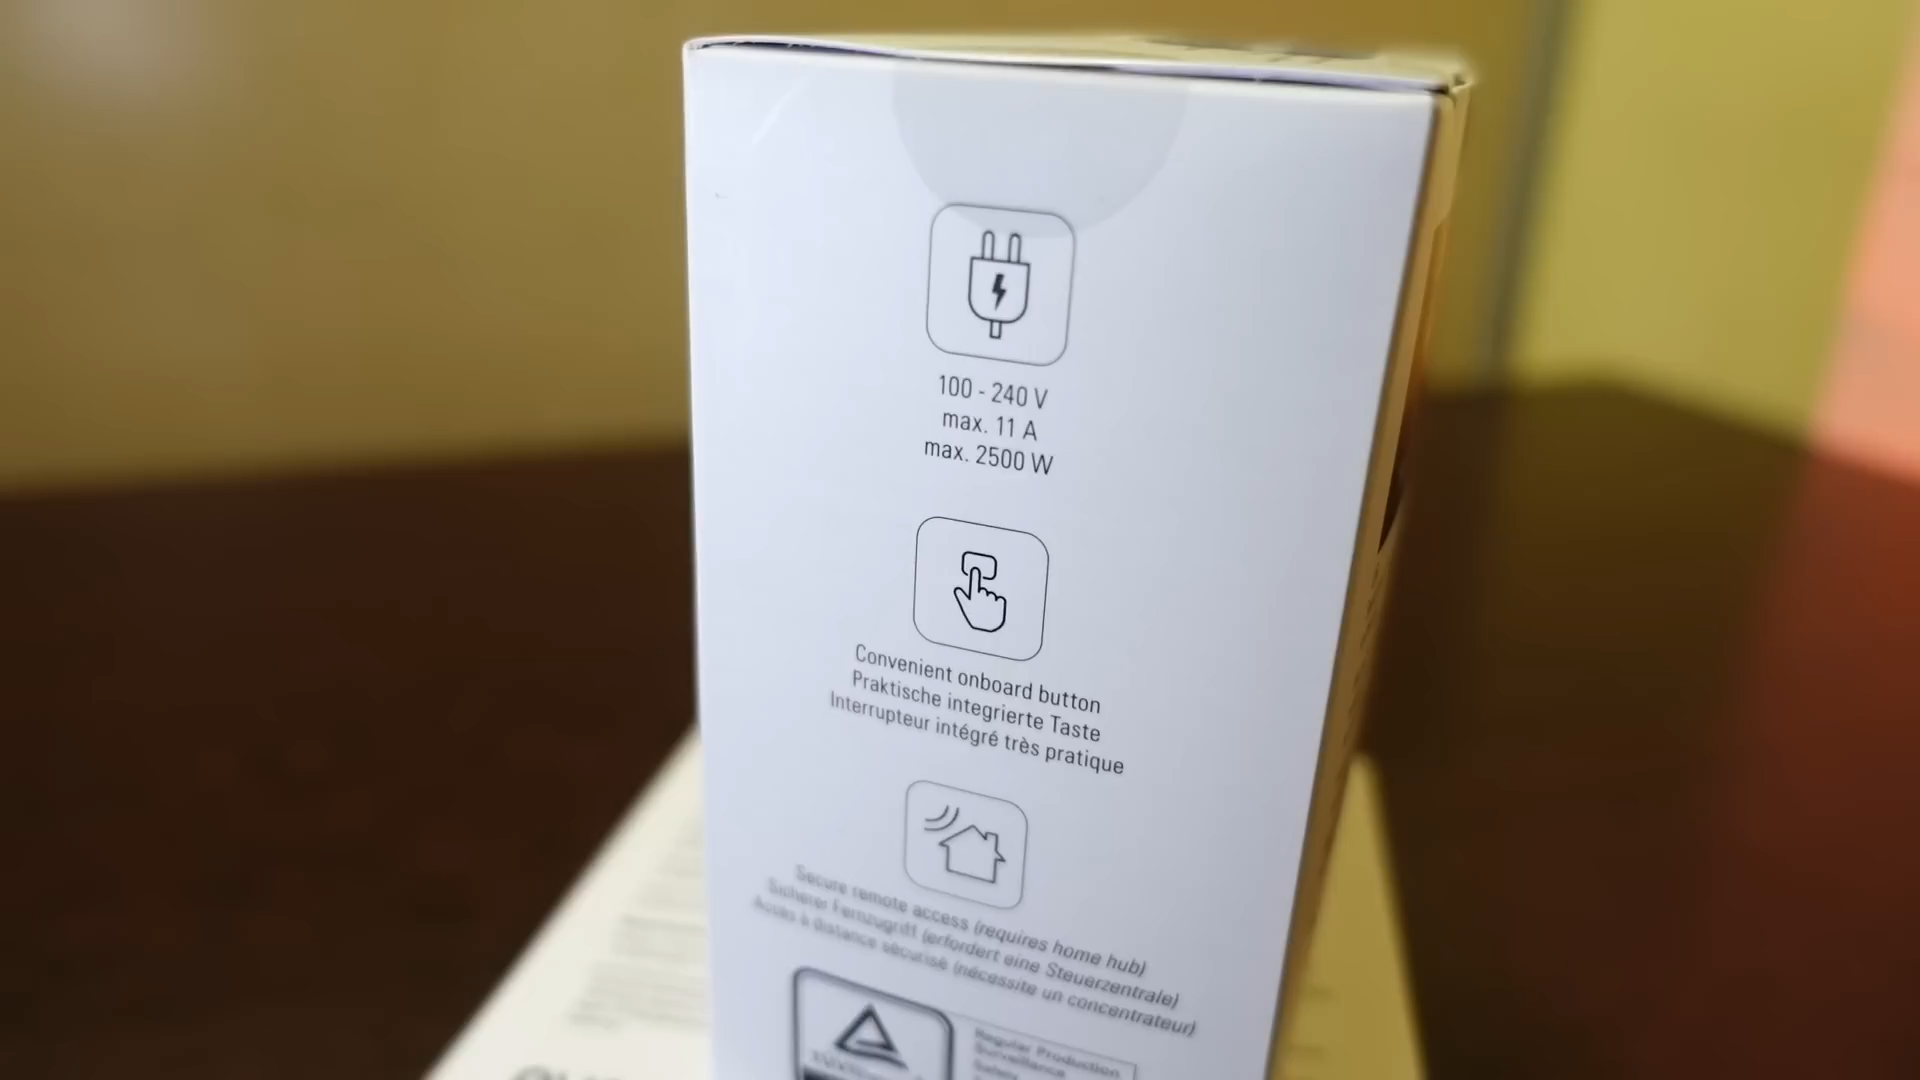 100 - 240 V
max. 11 A
max. 2500 W
Convenient onboard button
Praktische integrierte Taste
Interrupteur intégré très pratique
Secure remote access (requires home hub)
Sicherer Fernzugriff (erfordert eine Steuerzentrale)
Accès à distance sécurisé (nécessite un concentrateur)
Regular Production
Surveillance
Safety